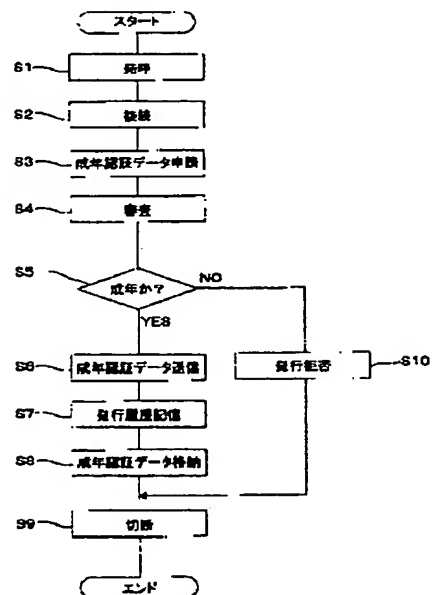 スタート
S1 発呼
S2 接続
S3 成年認証データ申請
S4 審査
S5 成年か? NO
YES
S6 成年認証データ送信
発行拒否 S10
S7 発行履歴記憶
S8 成年認証データ格納
S9 切断
エンド